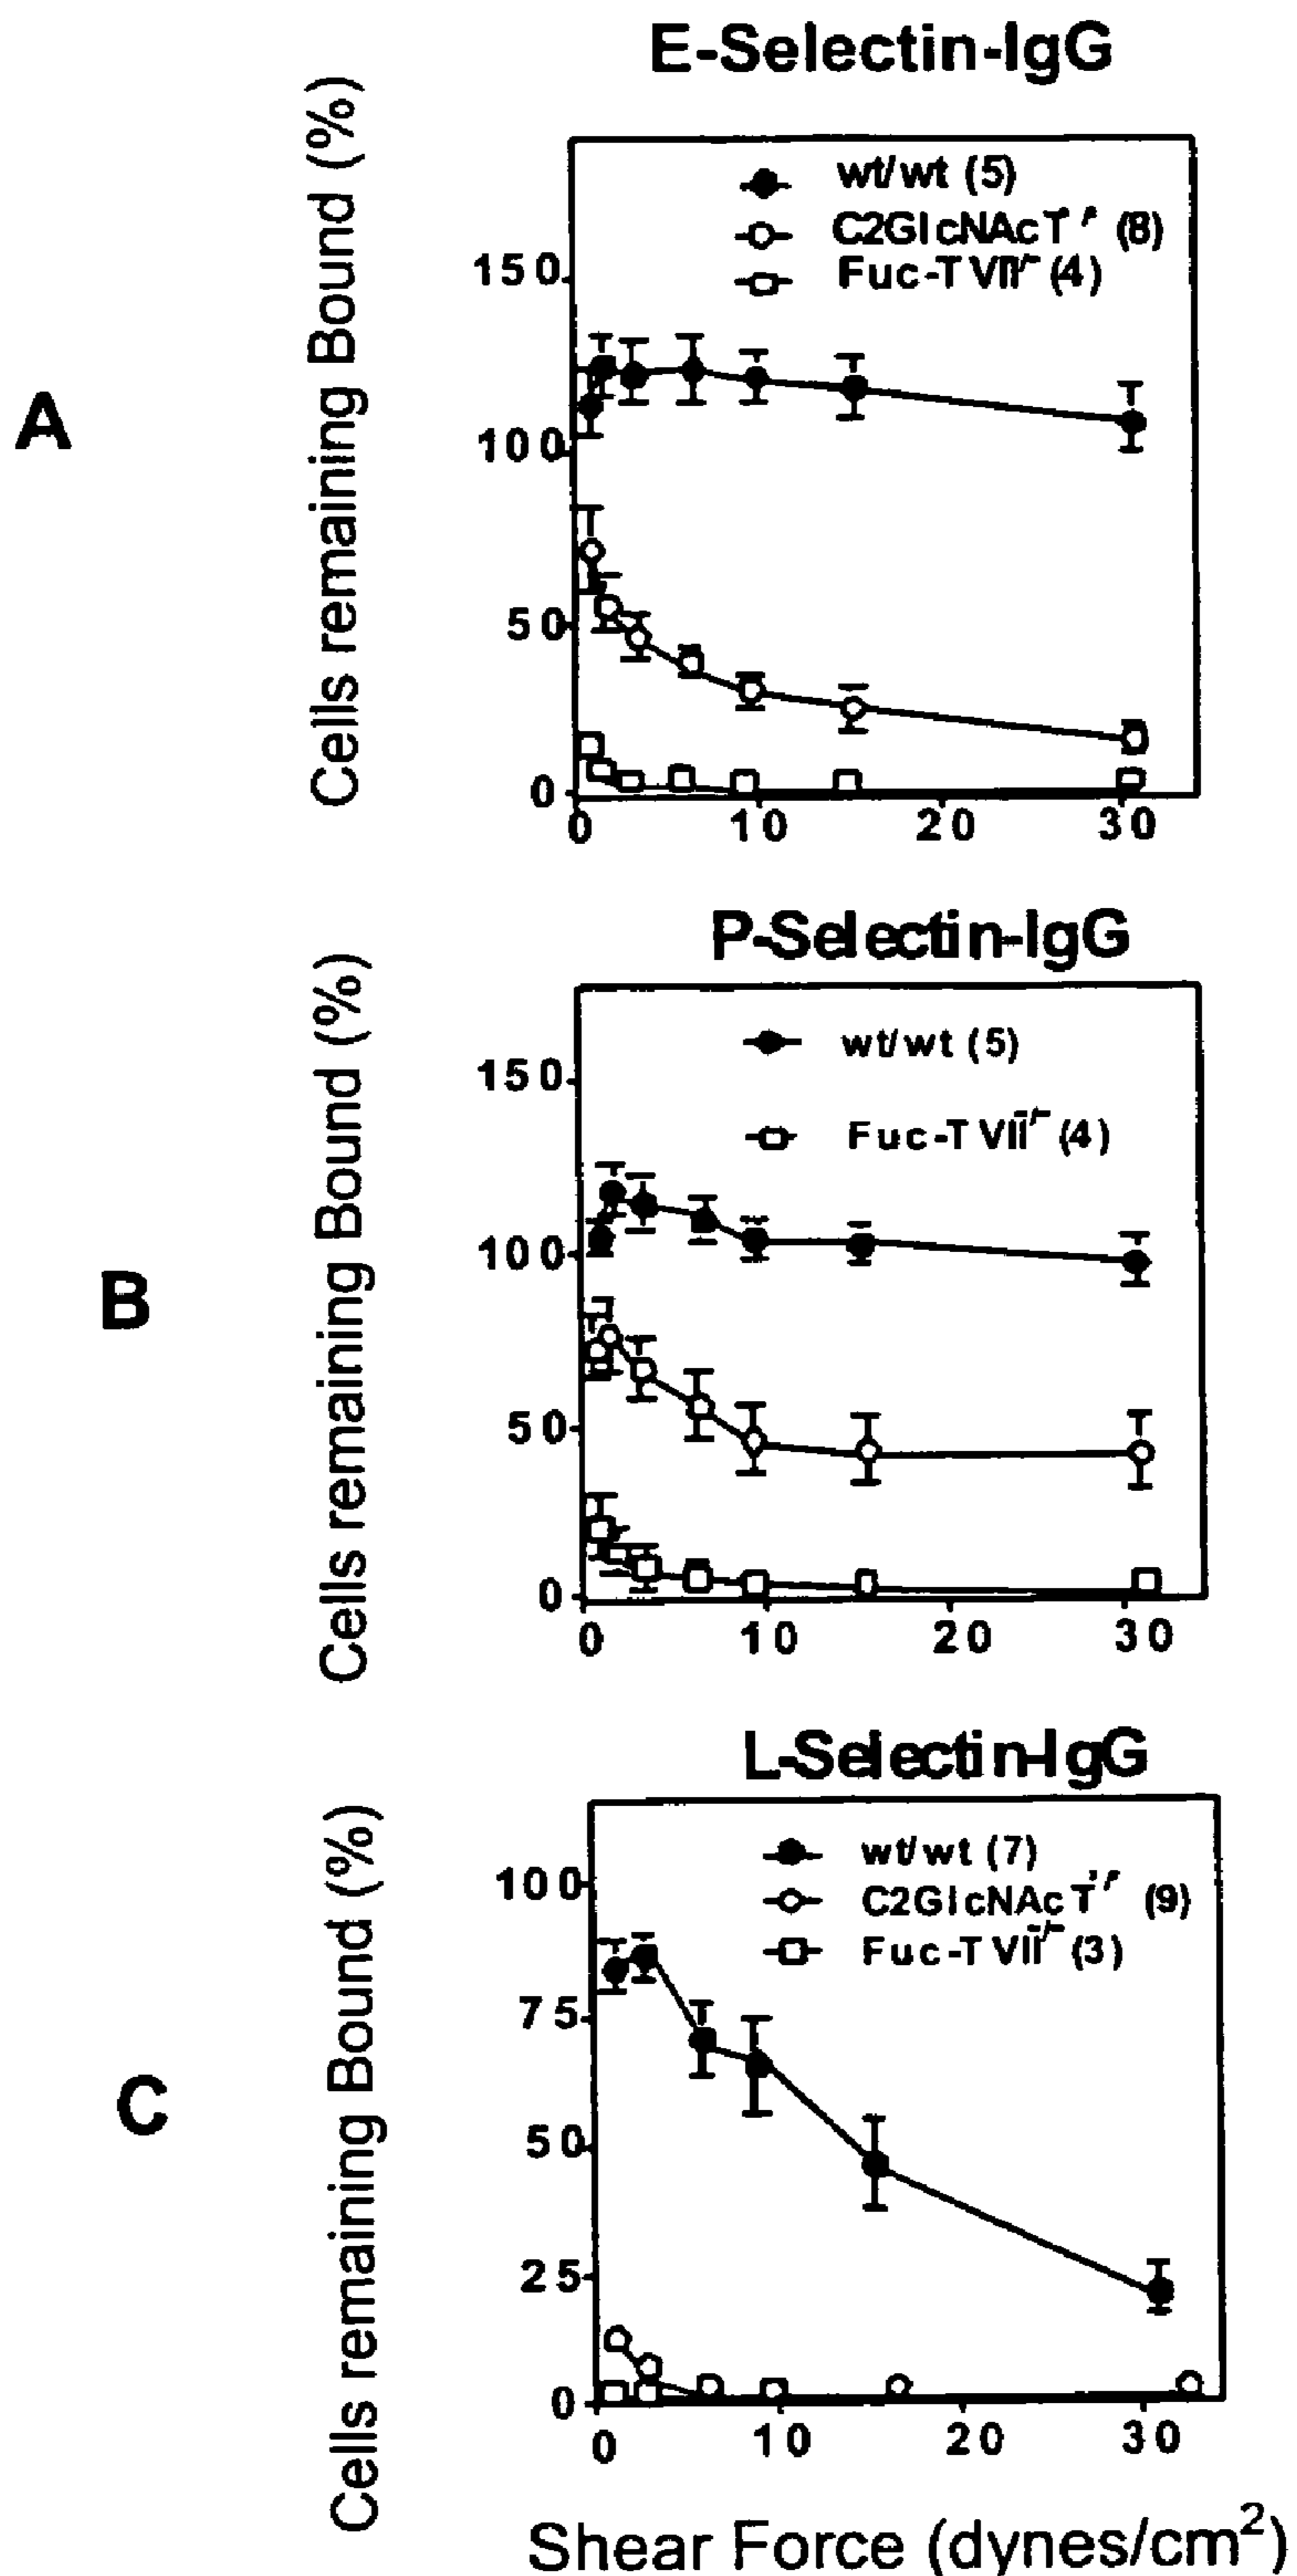 E-Selectin-IgG
wt/wt (5)
C2GlcNAcT-/- (8)
Fuc-TVII-/- (4)
Cells remaining Bound (%)
150
100
50
0
0 10 20 30
A
P-Selectin-IgG
wt/wt (5)
Fuc-TVII-/- (4)
Cells remaining Bound (%)
150
100
50
0
0 10 20 30
B
L-Selectin-IgG
wt/wt (7)
C2GlcNAcT-/- (9)
Fuc-TVII-/- (3)
Cells remaining Bound (%)
100
75
50
25
0
0 10 20 30
C
Shear Force (dynes/cm²)